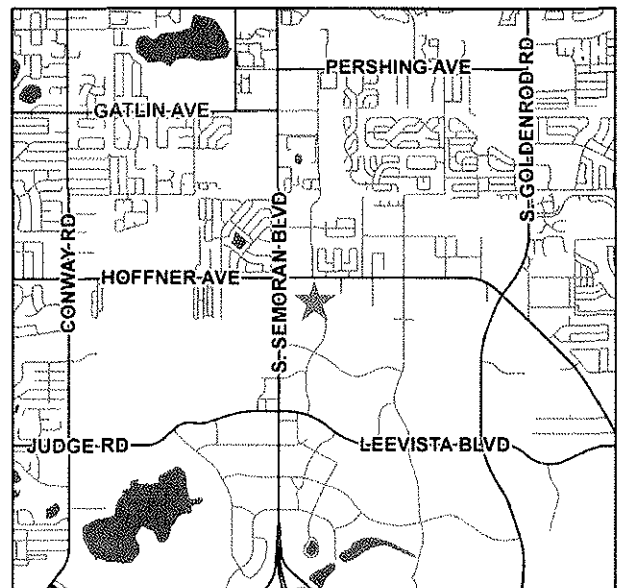 PERSHING AVE
GATLIN AVE
S GOLDENROD RD
CONWAY RD
S SEMORAN BLVD
HOFFNER AVE
JUDGE RD
LEEVISTA BLVD